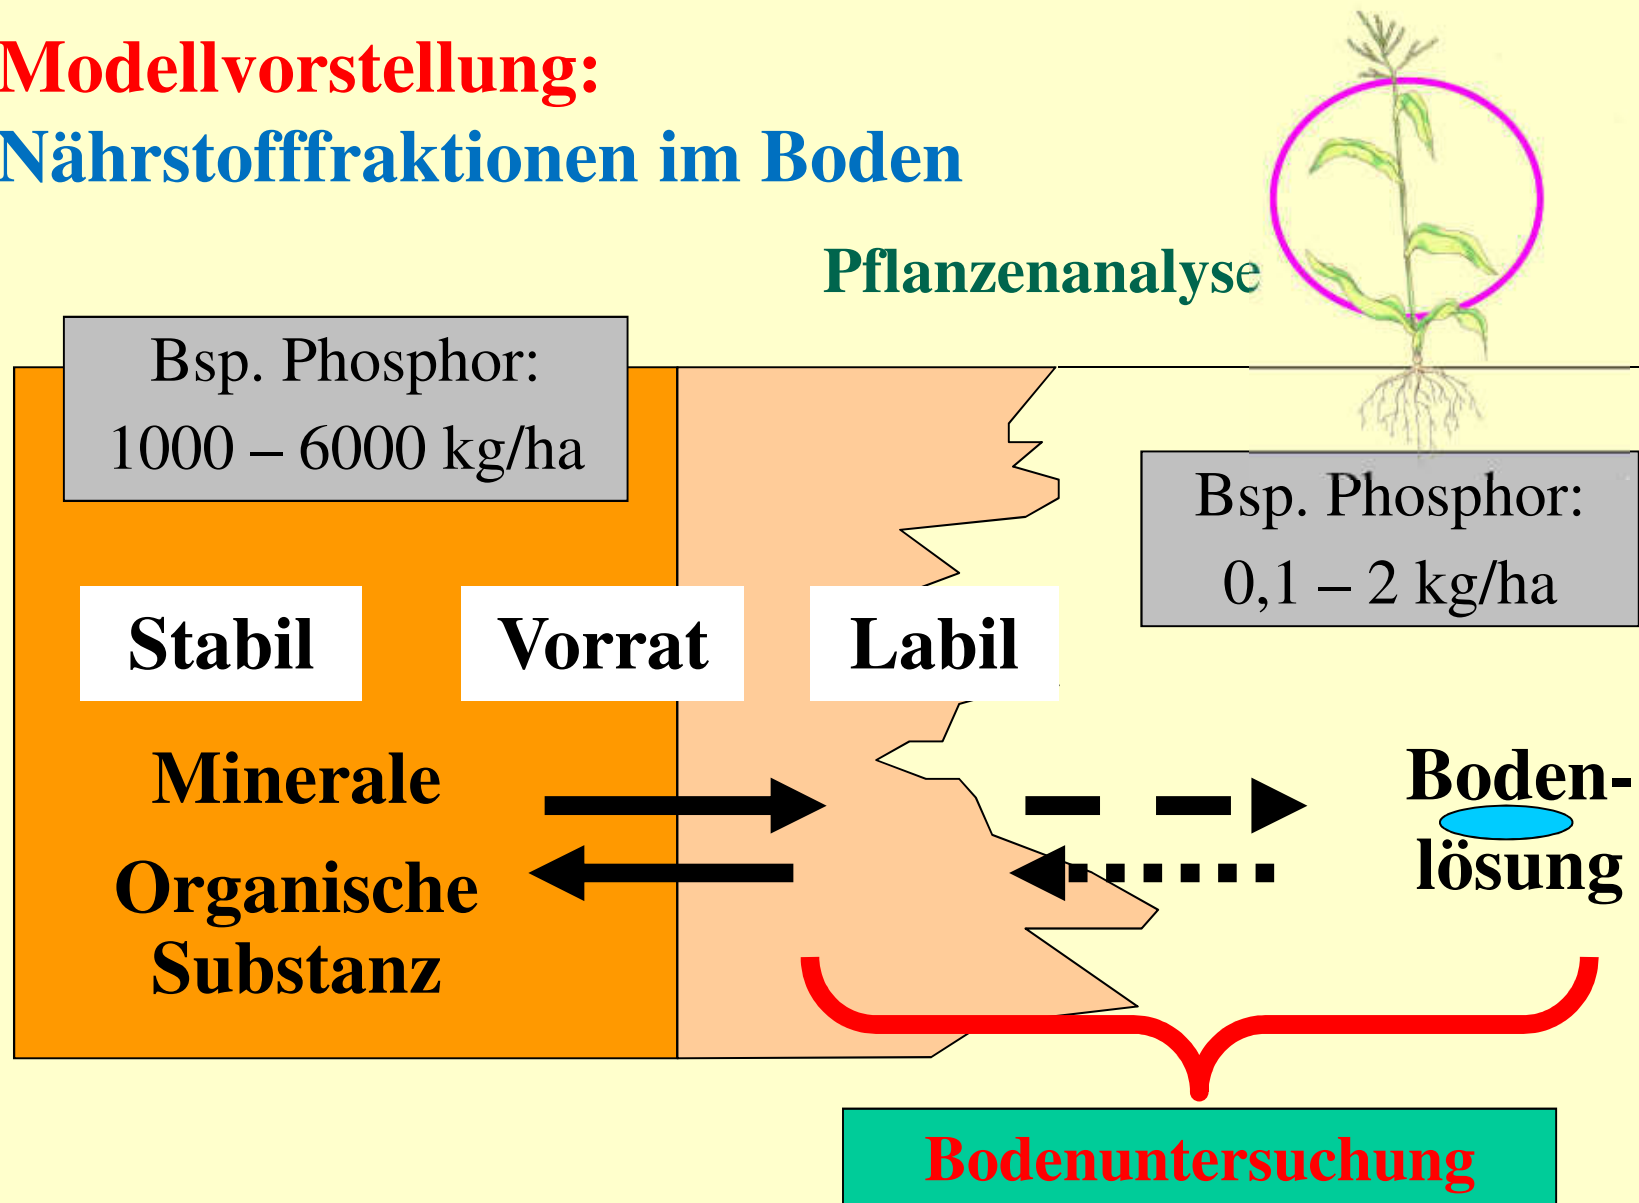 Modellvorstellung:
Nährstofffraktionen im Boden
Pflanzenanalyse
Bsp. Phosphor:
1000 – 6000 kg/ha
Bsp. Phosphor:
0,1 – 2 kg/ha
Stabil
Vorrat
Labil
Minerale
Organische
Substanz
Boden-
lösung
Bodenuntersuchung